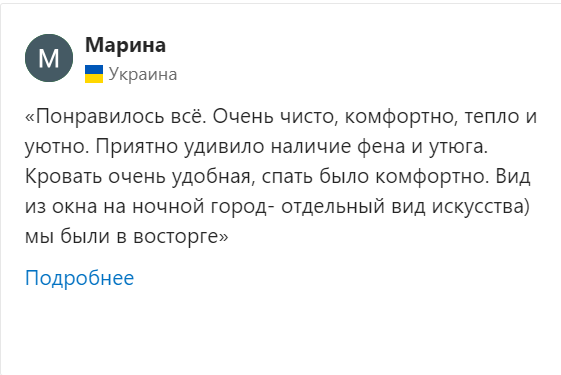 М
Марина
Украина
«Понравилось всё. Очень чисто, комфортно, тепло и
уютно. Приятно удивило наличие фена и утюга.
Кровать очень удобная, спать было комфортно. Вид
из окна на ночной город- отдельный вид искусства)
мы были в восторге»
Подробнее